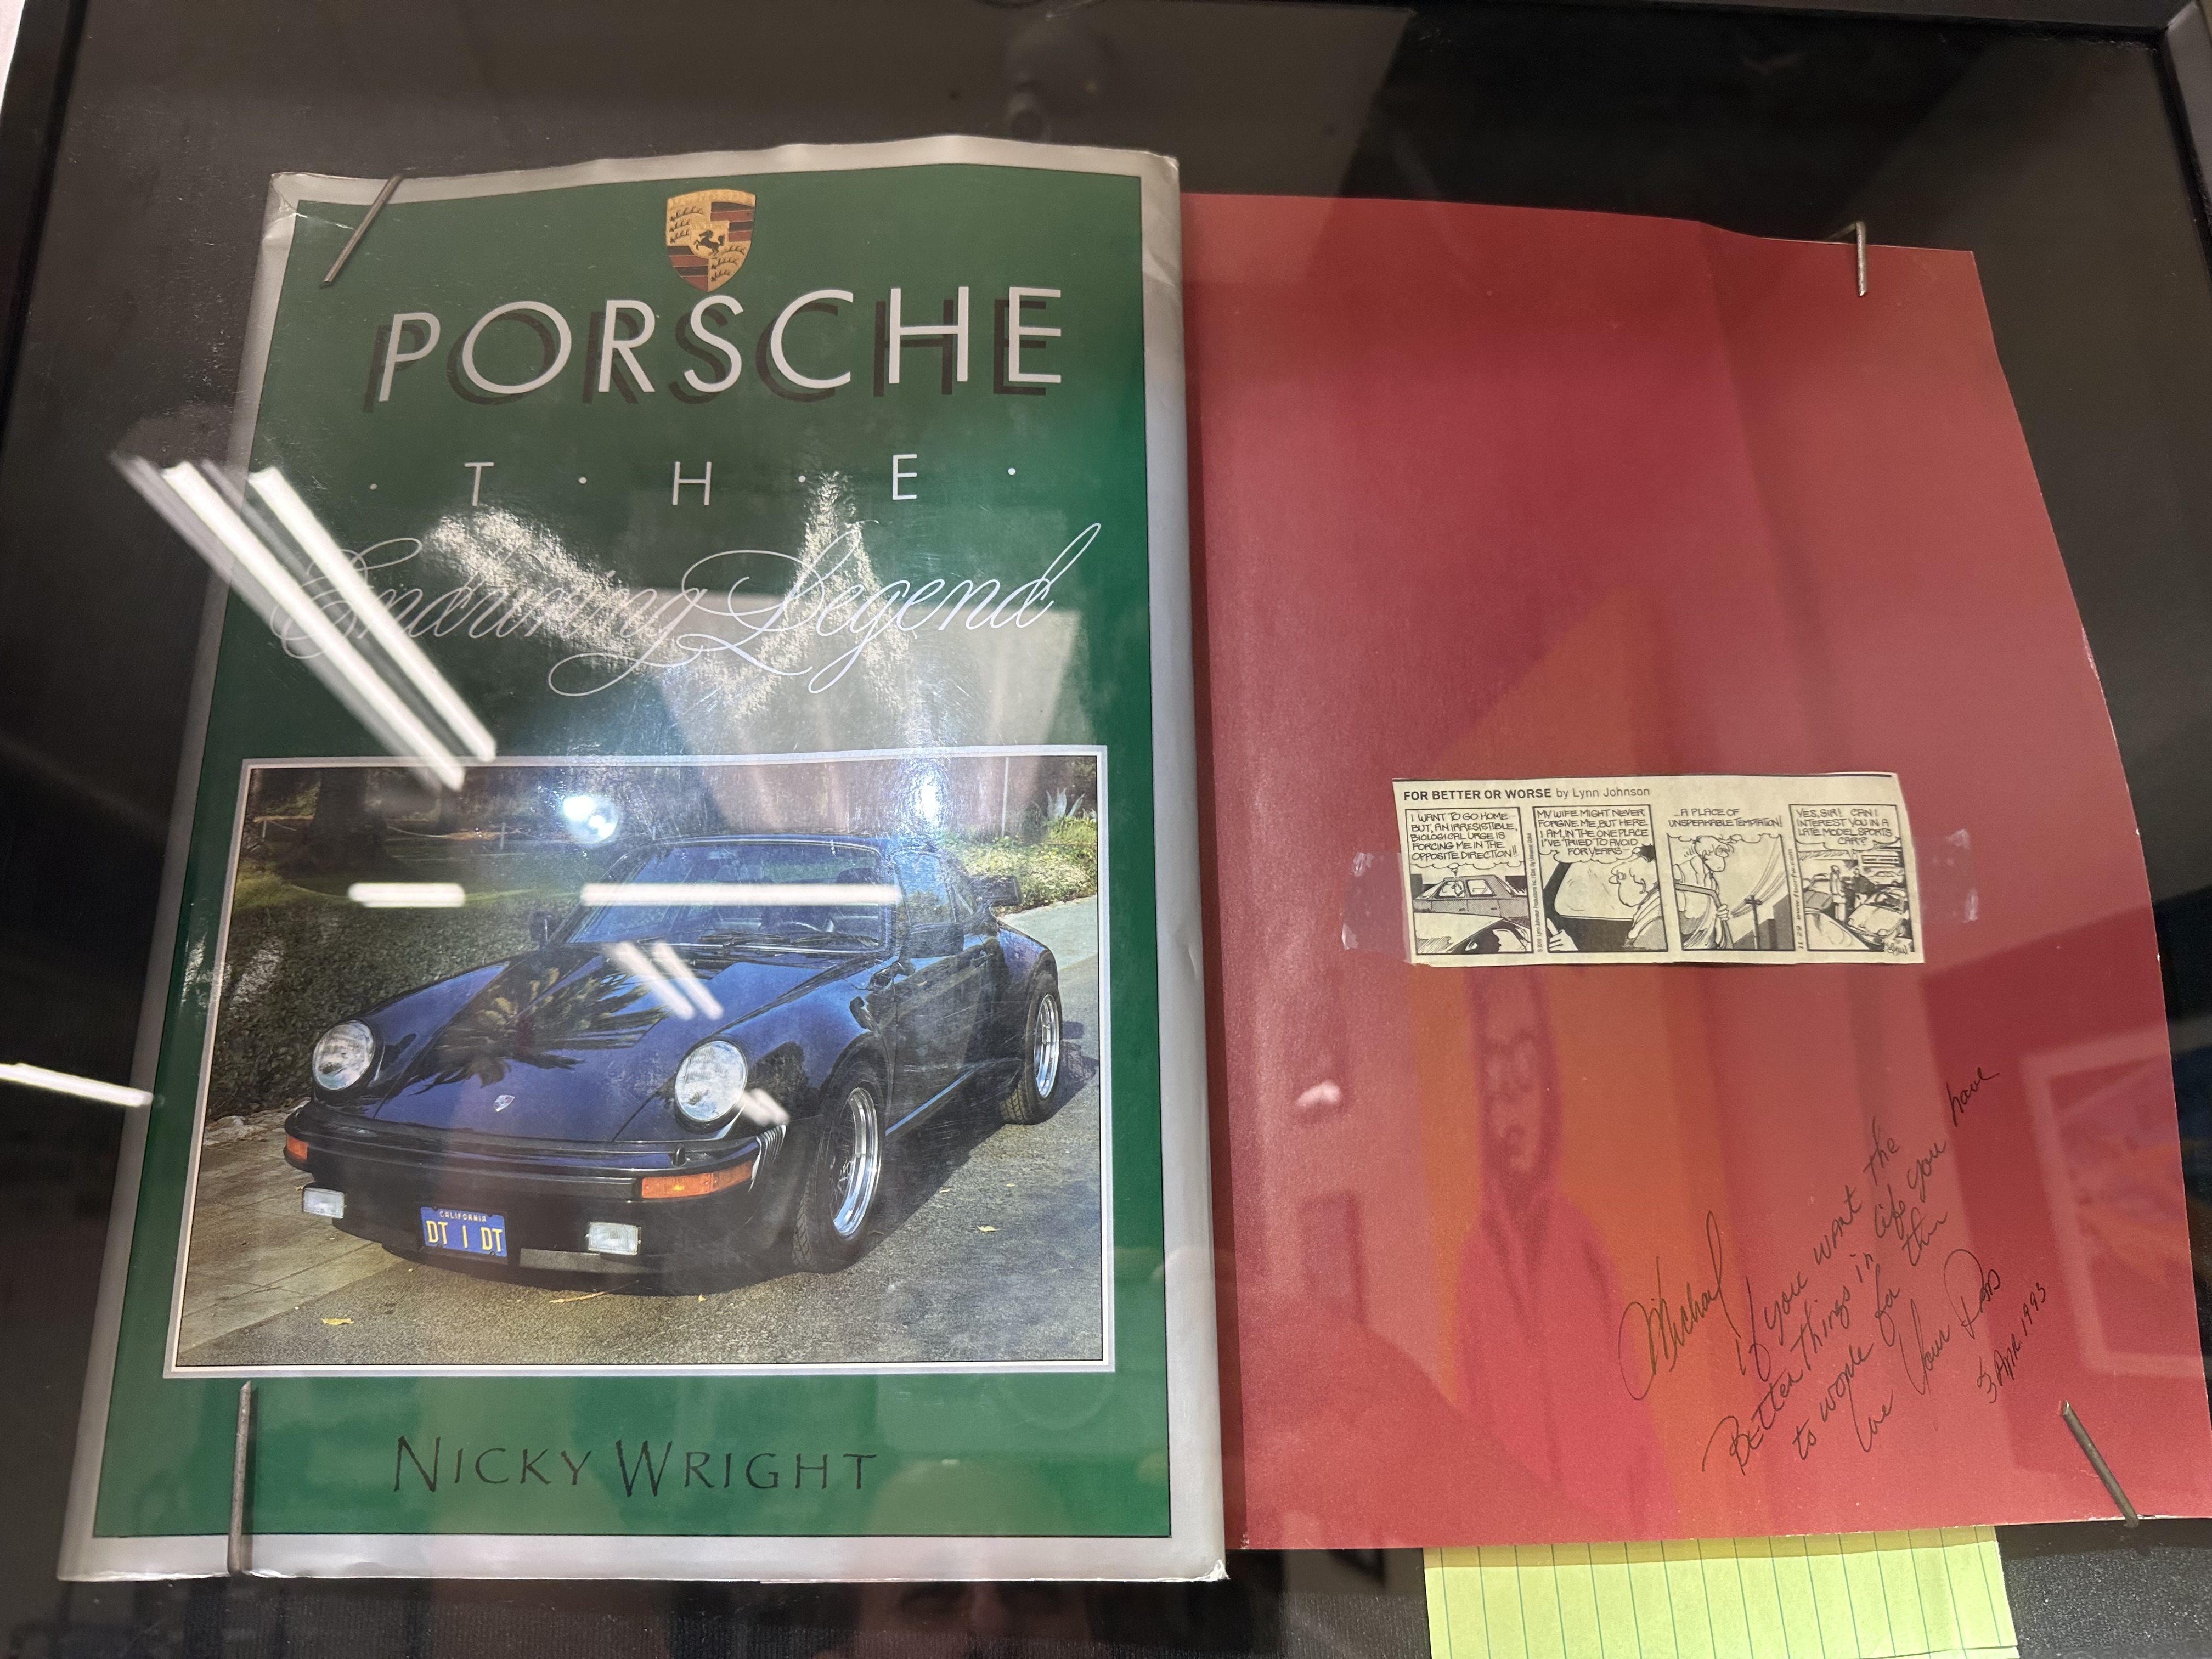 PORSCHE
· T · H · E ·
Enduring Legend
CALIFORNIA
DT I DT
NICKY WRIGHT
FOR BETTER OR WORSE by Lynn Johnson
I WANT TO GO HOME
BUT, AN IRRESISTIBLE,
BIOLOGICAL URGE IS
FORCING ME IN THE
OPPOSITE DIRECTION!!
MY WIFE MIGHT NEVER
FORGIVE ME, BUT HERE
I AM, IN THE ONE PLACE
I'VE TRIED TO AVOID
FOR YEARS
...A PLACE OF
UNSPEAKABLE TEMPTATION!
YES, SIR! CAN I
INTEREST YOU IN A
LATE MODEL SPORTS
CAR?
11-29
Michael
If you want the
Better things in life you have
to work for them
Love Your Dad
3 APR 1993